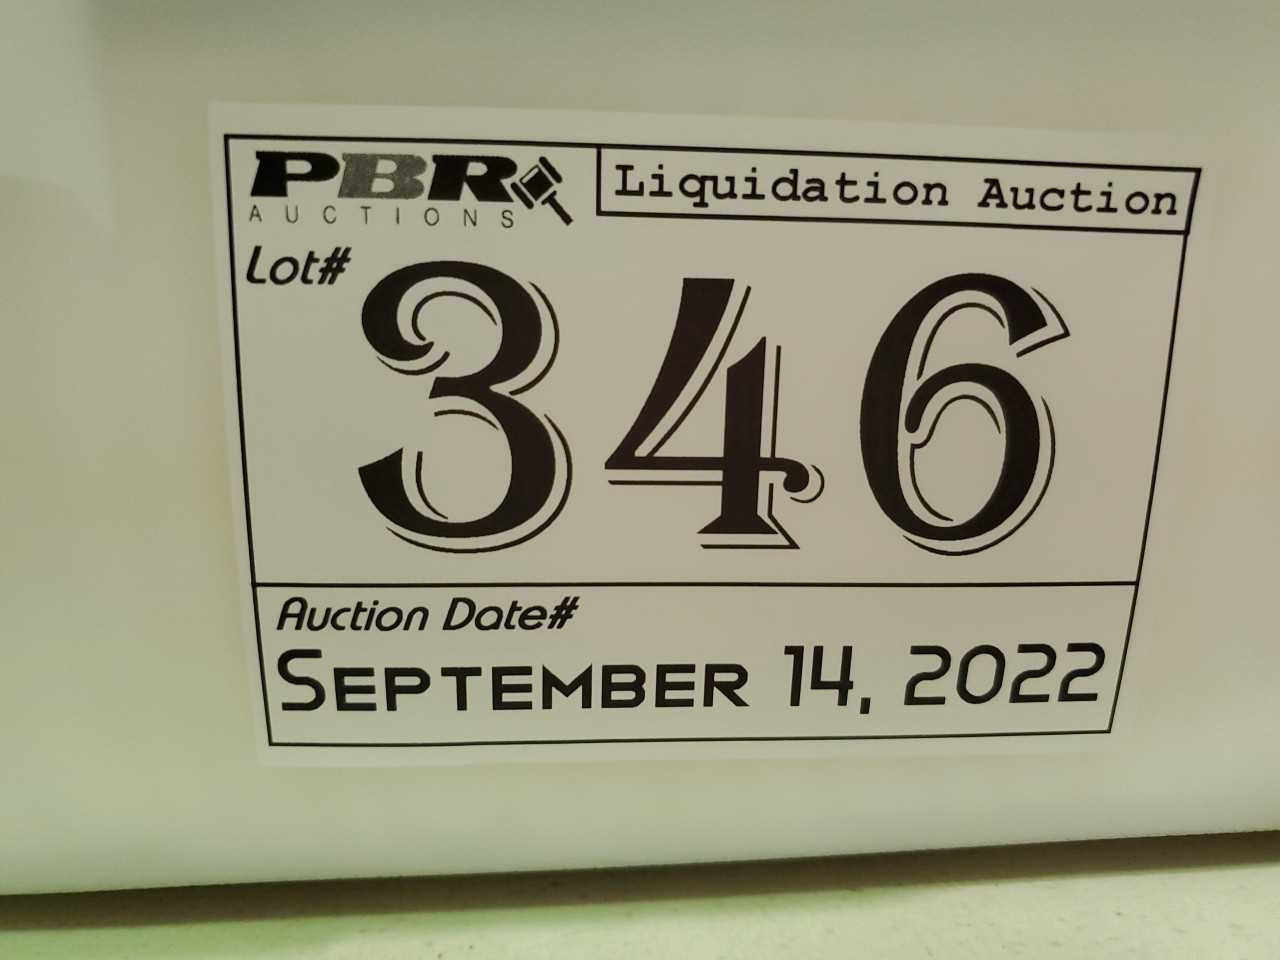 PBR
AUCTIONS
Liquidation Auction
Lot#
346
Auction Date#
September 14, 2022